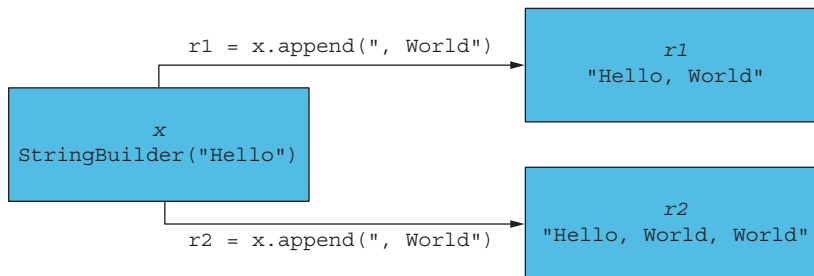 r1 = x.append(", World")
r1
"Hello, World"
x
StringBuilder("Hello")
r2
"Hello, World, World"
r2 = x.append(", World")